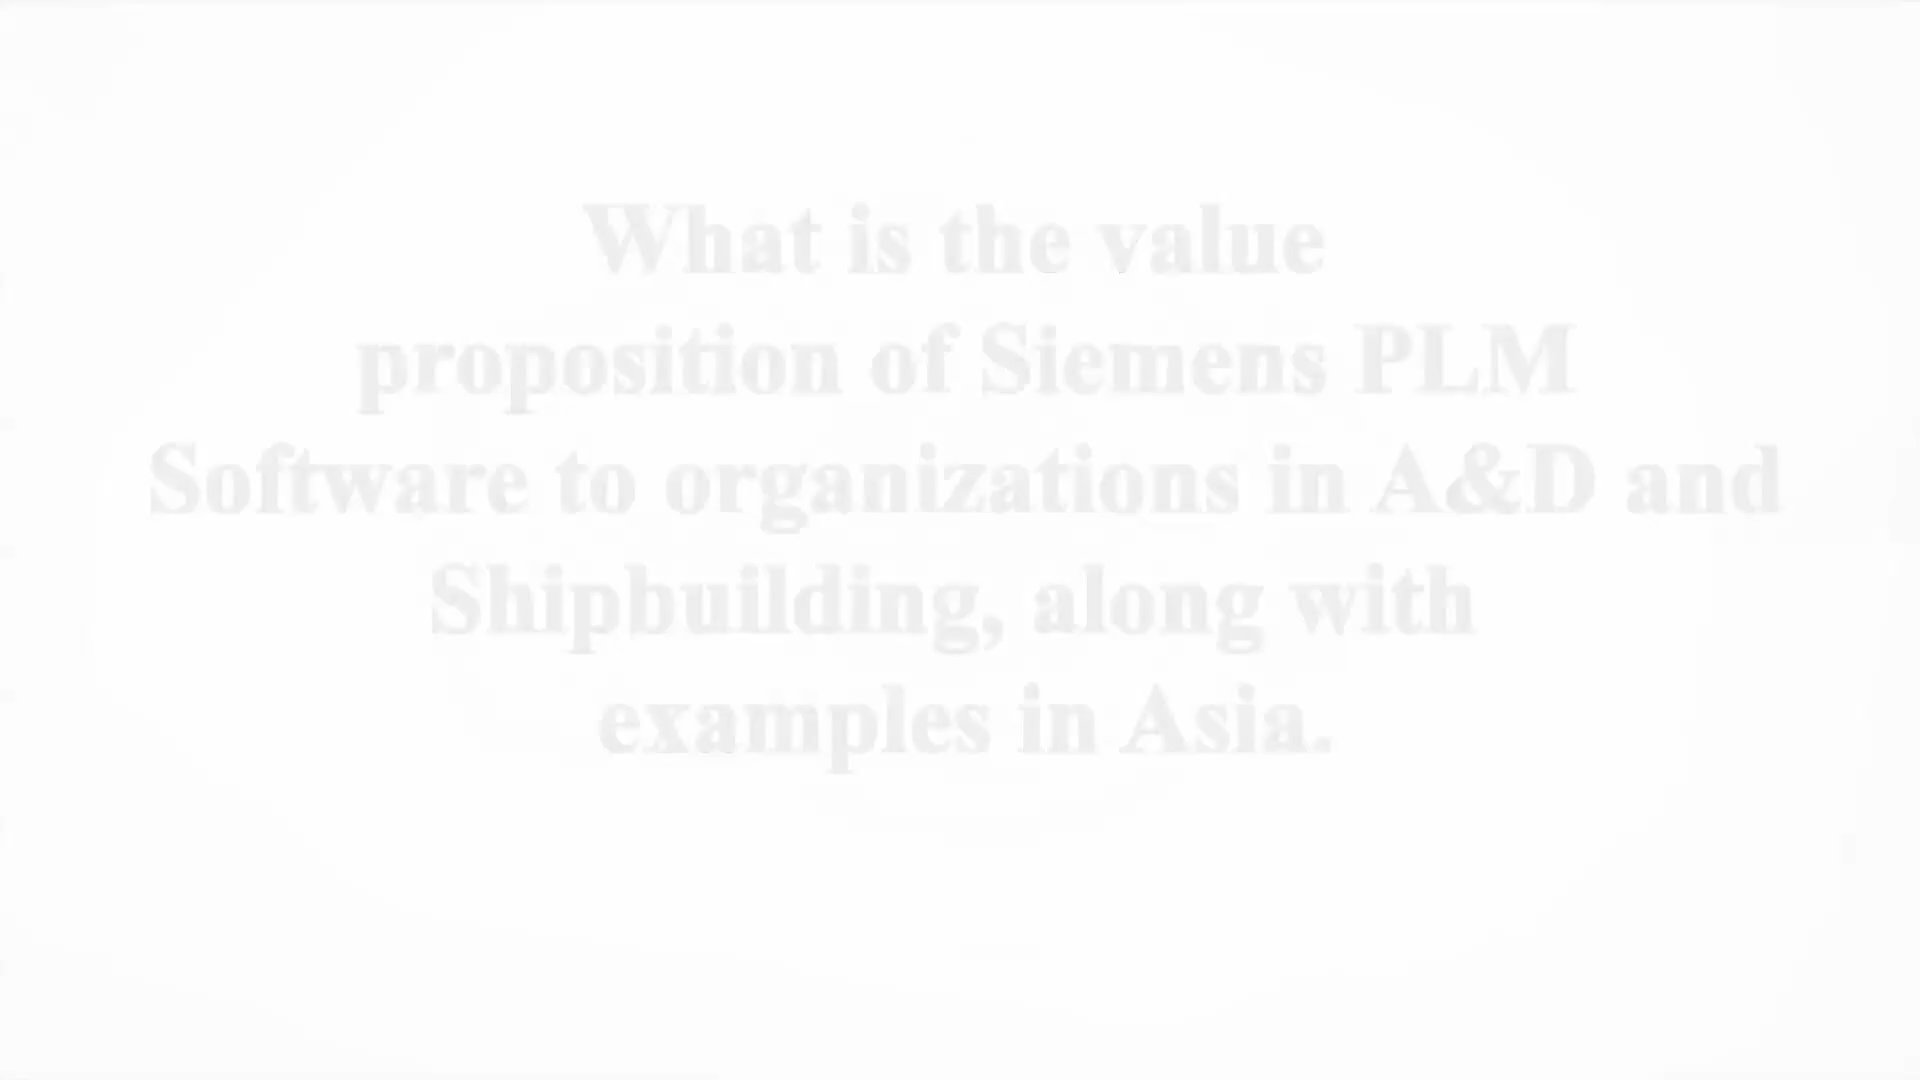 What is the value
proposition of Siemens PLM
Software to organizations in A&D and
Shipbuilding, along with
examples in Asia.